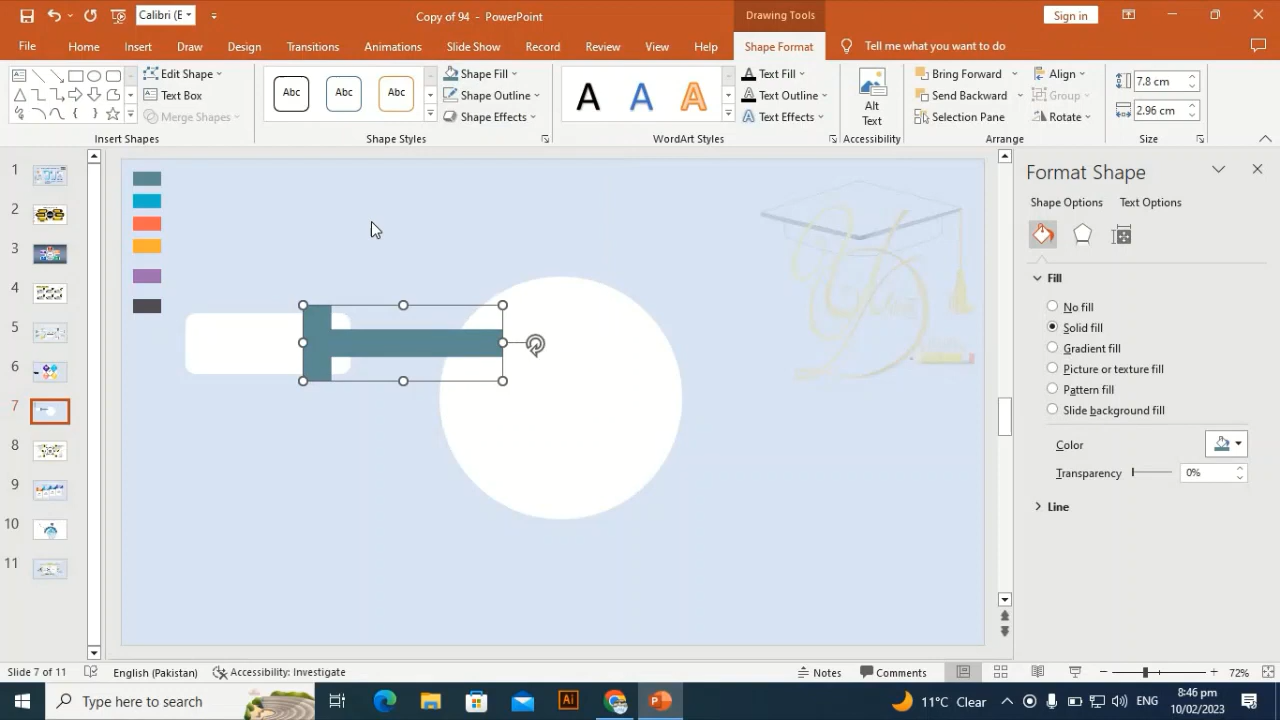 Calibri (E
Copy of 94 - PowerPoint
Drawing Tools
Sign in
File
Home
Insert
Draw
Design
Transitions
Animations
Slide Show
Record
Review
View
Help
Shape Format
Tell me what you want to do
Edit Shape
Text Box
Merge Shapes
Insert Shapes
Abc
Abc
Abc
Shape Fill
Shape Outline
Shape Effects
Shape Styles
A
A
A
Text Fill
Text Outline
Text Effects
WordArt Styles
Alt
Text
Accessibility
Bring Forward
Send Backward
Selection Pane
Align
Group
Rotate
Arrange
7.8 cm
2.96 cm
Size
1
2
3
4
5
6
7
8
9
10
11
Format Shape
Shape Options
Text Options
Fill
No fill
Solid fill
Gradient fill
Picture or texture fill
Pattern fill
Slide background fill
Color
Transparency
0%
Line
Slide 7 of 11
English (Pakistan)
Accessibility: Investigate
Notes
Comments
72%
Type here to search
Ai
11°C Clear
ENG
8:46 pm
10/02/2023